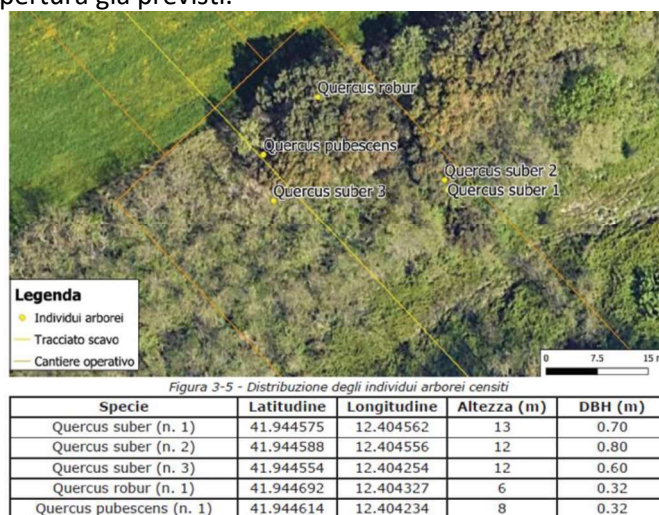 pertura già previsti.
Quercus robur
Quercus pubescens
Quercus suber 2
Quercus suber 3
Quercus suber 1
Legenda
Individui arborei
Tracciato scavo
Cantiere operativo
0 7.5 15 m
Figura 3-5 - Distribuzione degli individui arborei censiti
Specie Latitudine Longitudine Altezza (m) DBH (m)
Quercus suber (n. 1) 41.944575 12.404562 13 0.70
Quercus suber (n. 2) 41.944588 12.404556 12 0.80
Quercus suber (n. 3) 41.944554 12.404254 12 0.60
Quercus robur (n. 1) 41.944692 12.404327 6 0.32
Quercus pubescens (n. 1) 41.944614 12.404234 8 0.32